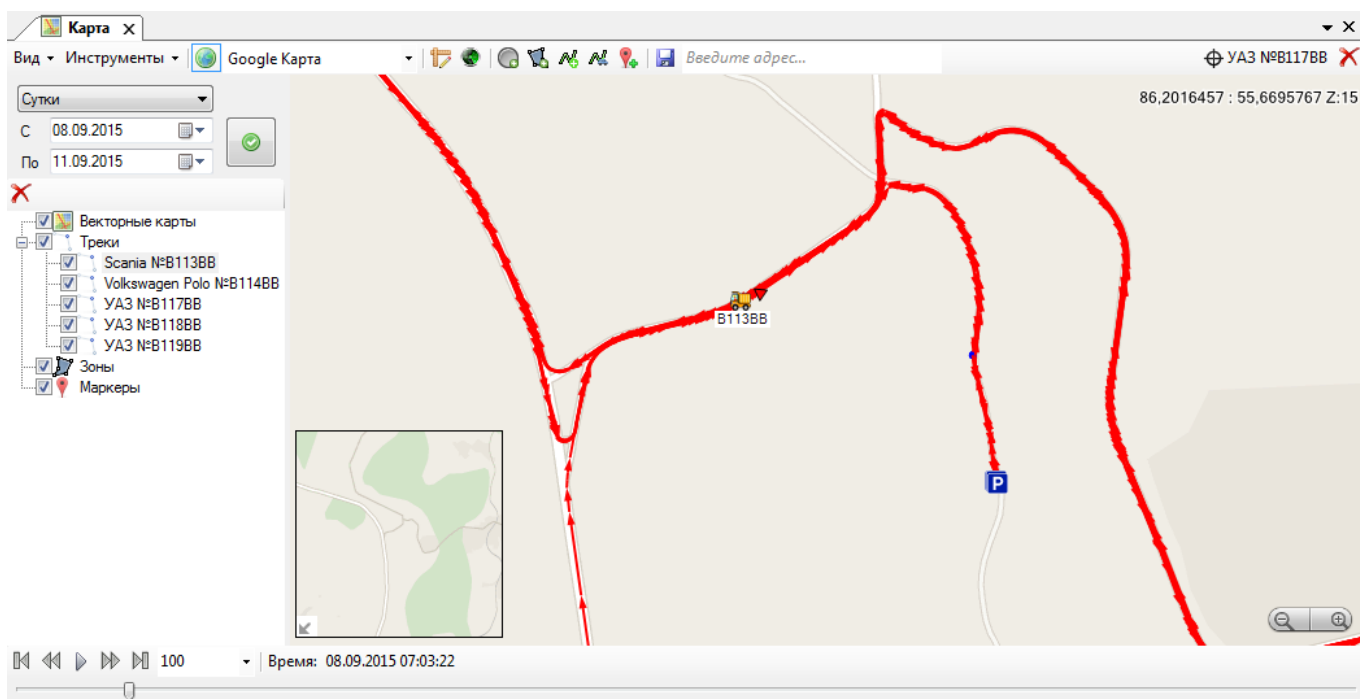 Карта X
Вид Инструменты Google Карта Введите адрес... УАЗ №В117ВВ
Сутки
86,2016457 : 55,6695767 Z:15
С 08.09.2015
По 11.09.2015
Векторные карты
Треки
Scania №В113ВВ
Volkswagen Polo №В114ВВ
УАЗ №В117ВВ
УАЗ №В118ВВ
УАЗ №В119ВВ
Зоны
Маркеры
В113ВВ
P
100 Время: 08.09.2015 07:03:22